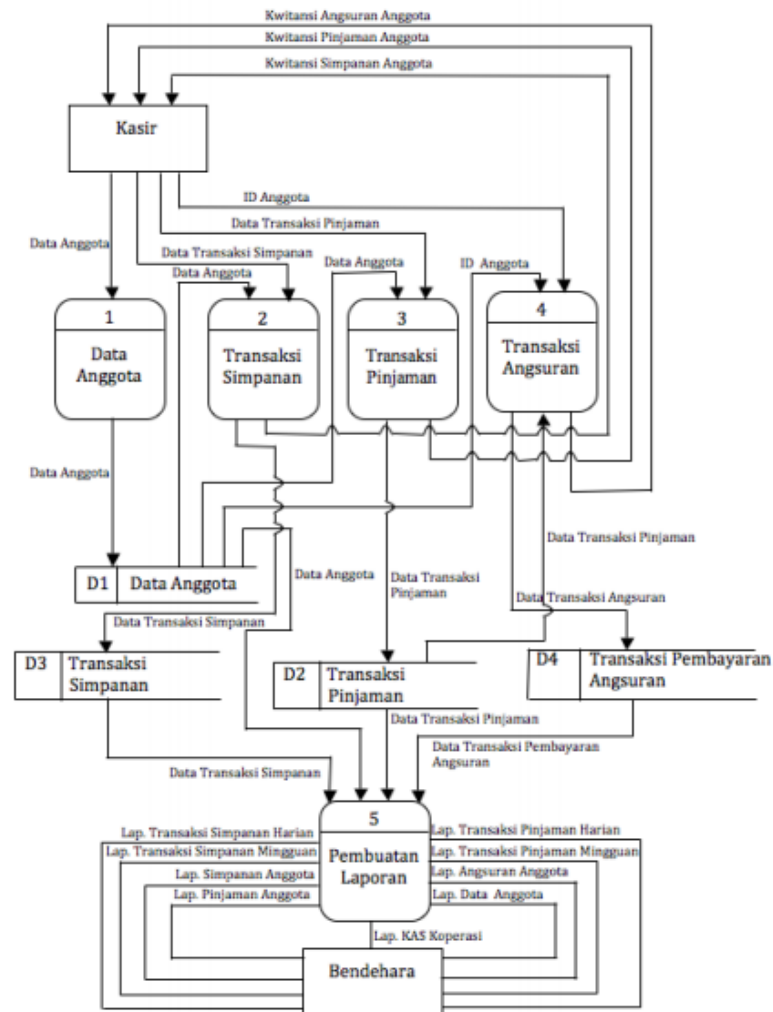 Kwitansi Angsuran Anggota
Kwitansi Pinjaman Anggota
Kwitansi Simpanan Anggota
Kasir
ID Anggota
Data Transaksi Pinjaman
Data Anggota
Data Transaksi Simpanan
Data Anggota
Data Anggota
ID Anggota
1
Data
Anggota
2
Transaksi
Simpanan
3
Transaksi
Pinjaman
4
Transaksi
Angsuran
Data Anggota
Data Transaksi Pinjaman
D1
Data Anggota
Data Anggota
Data Transaksi
Pinjaman
Data Transaksi Angsuran
Data Transaksi Simpanan
D3
Transaksi
Simpanan
D2
Transaksi
Pinjaman
D4
Transaksi Pembayaran
Angsuran
Data Transaksi Pinjaman
Data Transaksi Simpanan
Data Transaksi Pembayaran
Angsuran
5
Pembuatan
Laporan
Lap. Transaksi Simpanan Harian
Lap. Transaksi Simpanan Mingguan
Lap. Simpanan Anggota
Lap. Pinjaman Anggota
Lap. Transaksi Pinjaman Harian
Lap. Transaksi Pinjaman Mingguan
Lap. Angsuran Anggota
Lap. Data Anggota
Lap. KAS Koperasi
Bendehara